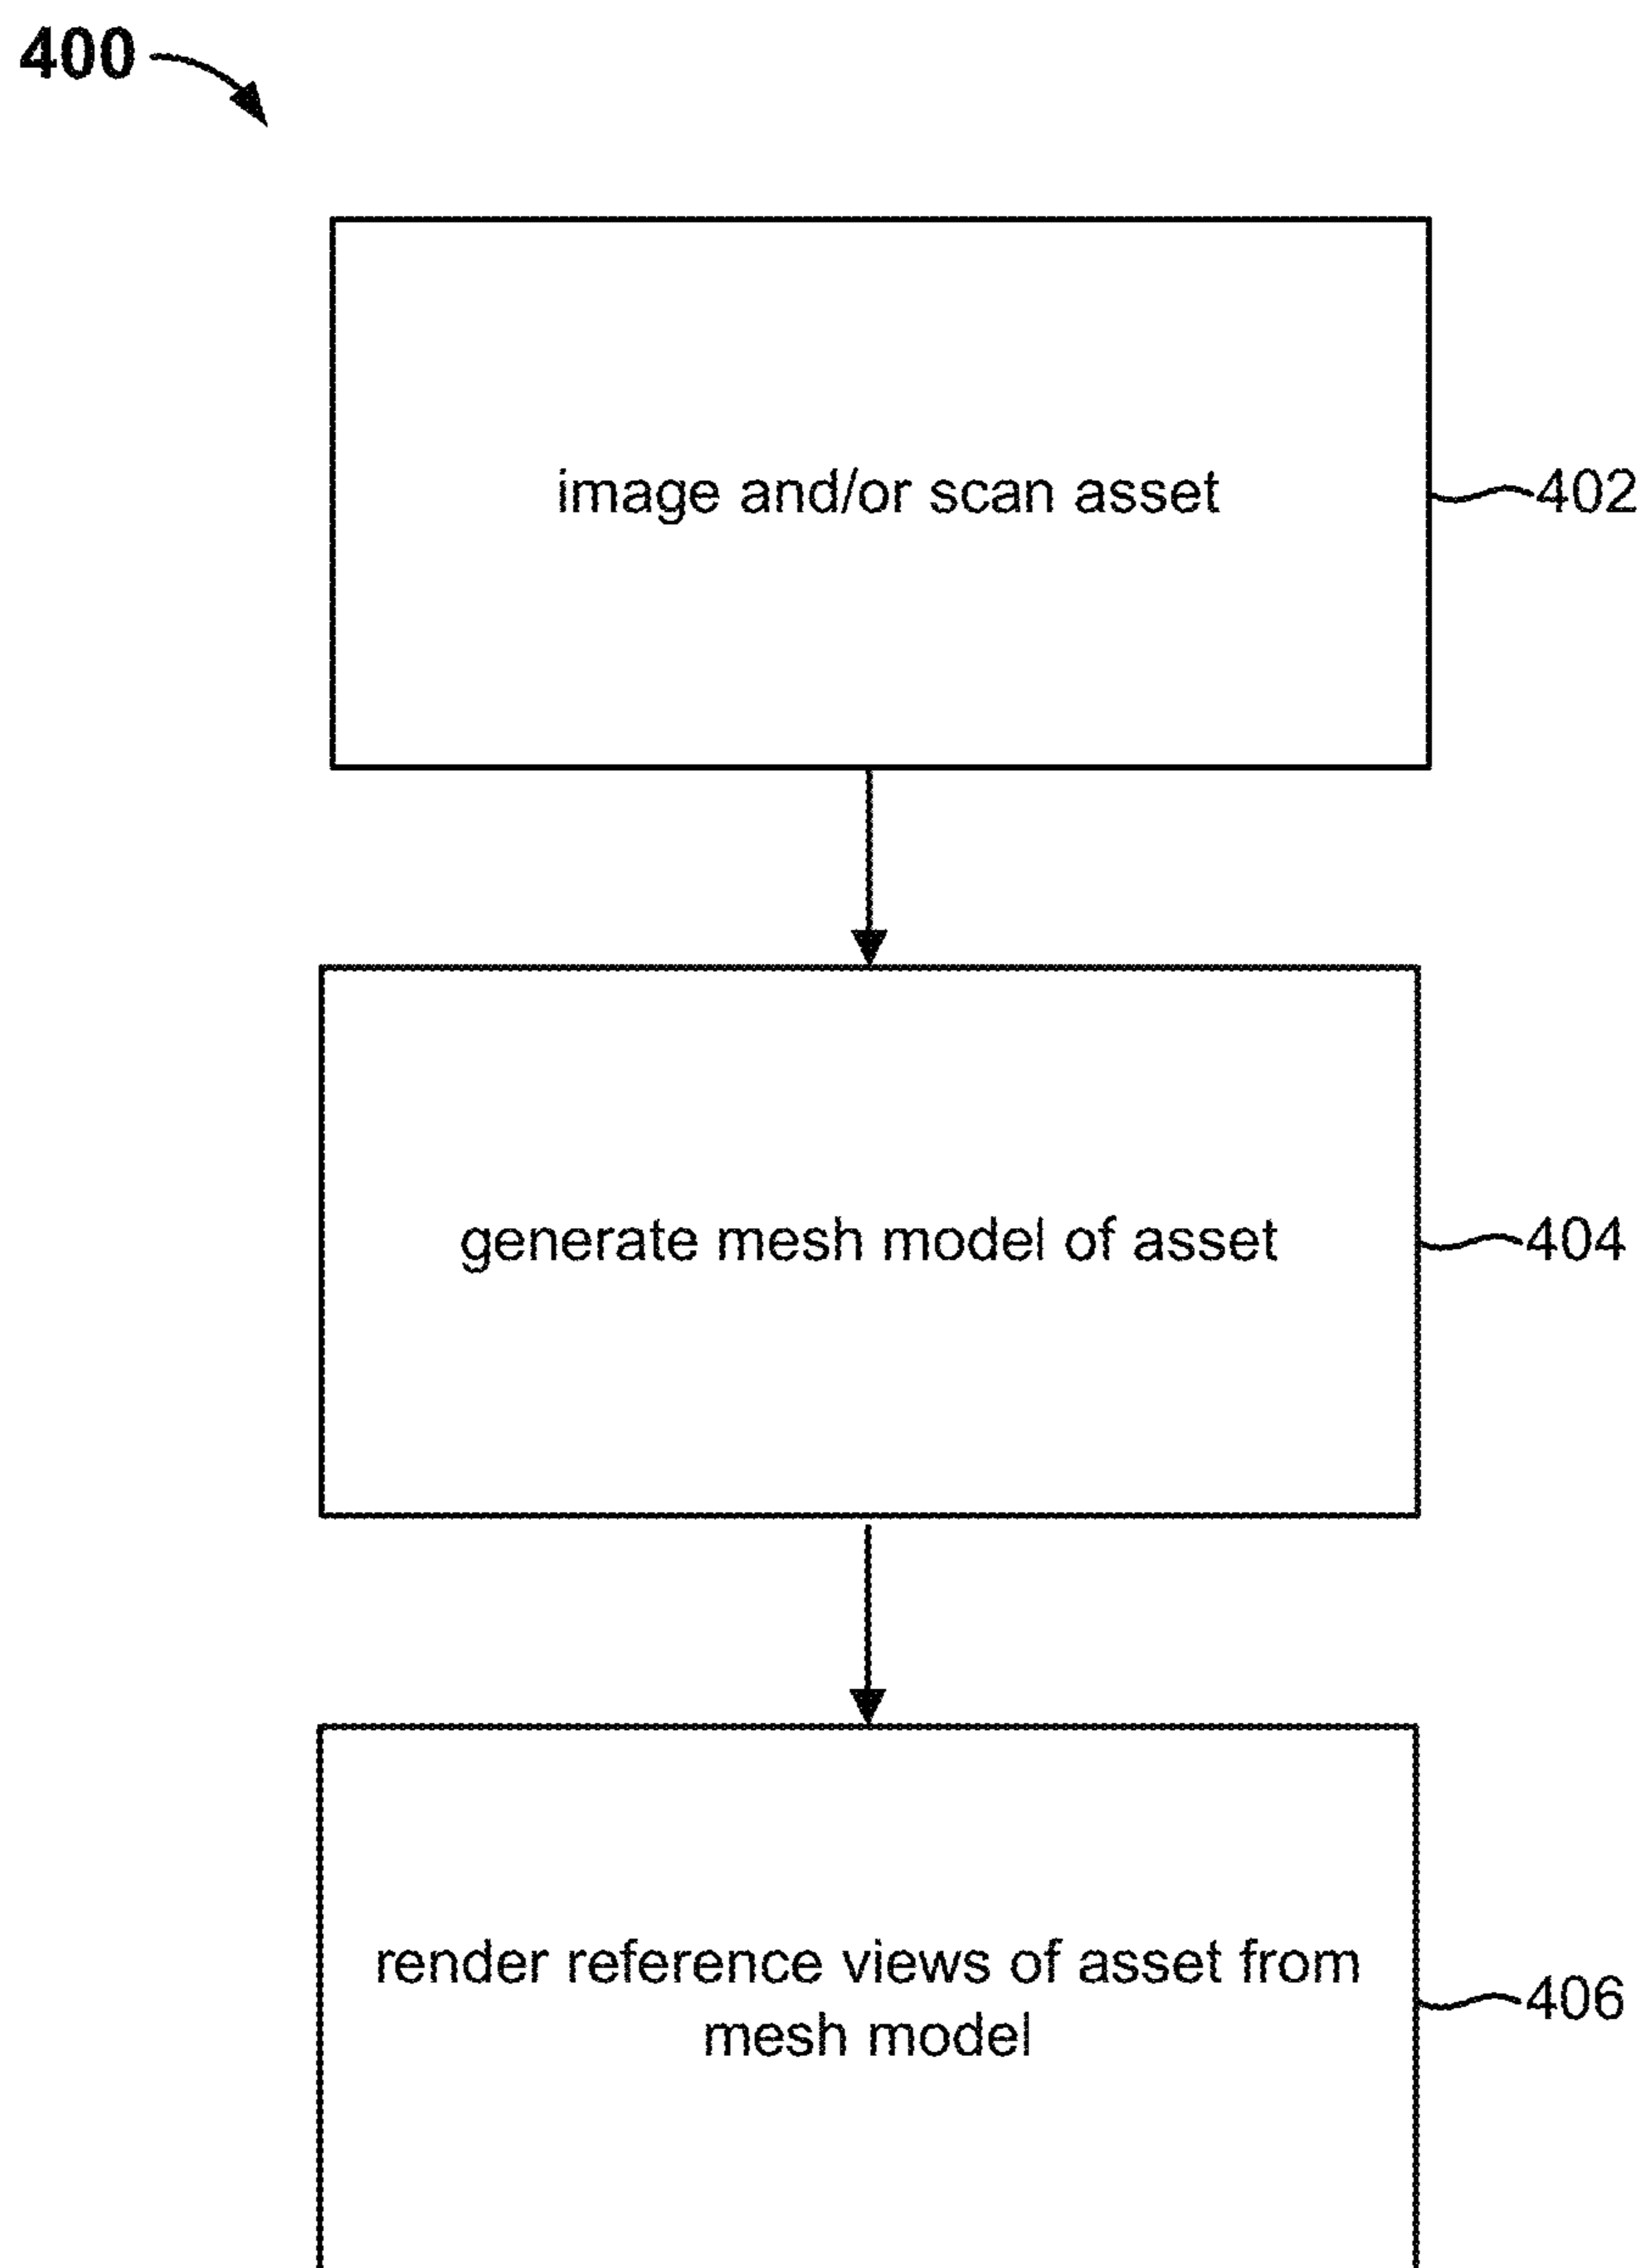 400
image and/or scan asset
402
generate mesh model of asset
404
render reference views of asset from
mesh model
406